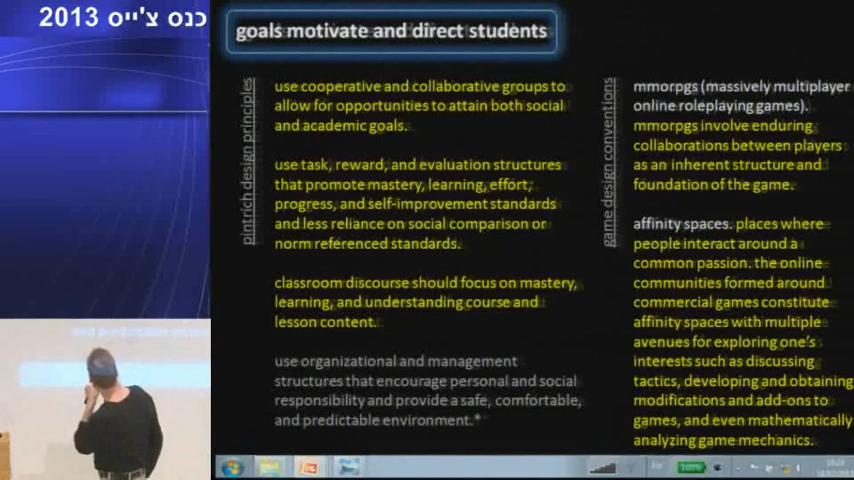 כנס צ'ייס 2013
goals motivate and direct students
pintrich design principles
use cooperative and collaborative groups to
allow for opportunities to attain both social
and academic goals.
use task, reward, and evaluation structures
that promote mastery, learning, effort,
progress, and self-improvement standards
and less reliance on social comparison or
norm referenced standards.
classroom discourse should focus on mastery,
learning, and understanding course and
lesson content.
use organizational and management
structures that encourage personal and social
responsibility and provide a safe, comfortable,
and predictable environment.*
game design conventions
mmorpgs (massively multiplayer
online roleplaying games).
mmorpgs involve enduring
collaborations between players
as an inherent structure and
foundation of the game.
affinity spaces. places where
people interact around a
common passion. the online
communities formed around
commercial games constitute
affinity spaces with multiple
avenues for exploring one's
interests such as discussing
tactics, developing and obtaining
modifications and add-ons to
games, and even mathematically
analyzing game mechanics.
100%